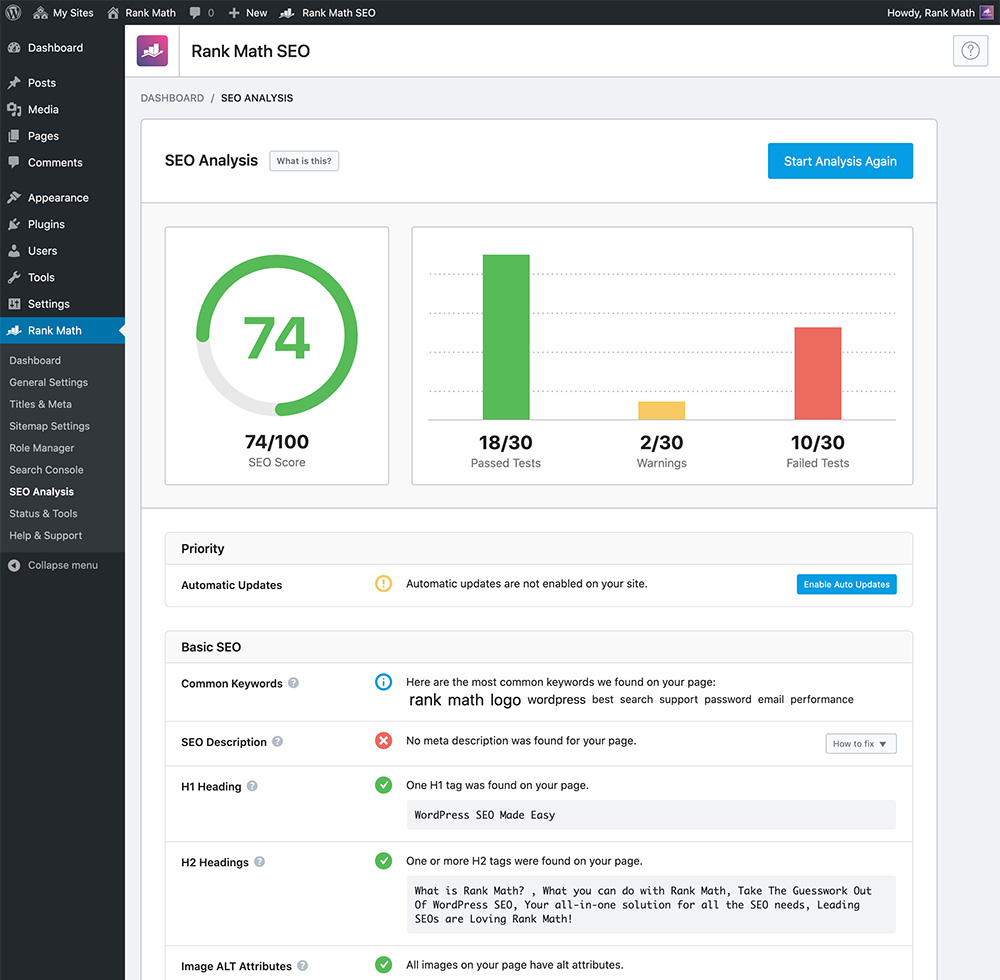 My Sites Rank Math 0 New Rank Math SEO Howdy, Rank Math
Dashboard
Posts
Media
Pages
Comments
Appearance
Plugins
Users
Tools
Settings
Rank Math
Dashboard
General Settings
Titles & Meta
Sitemap Settings
Role Manager
Search Console
SEO Analysis
Status & Tools
Help & Support
Collapse menu
Rank Math SEO
DASHBOARD / SEO ANALYSIS
SEO Analysis What is this? Start Analysis Again
74
74/100
SEO Score
18/30 2/30 10/30
Passed Tests Warnings Failed Tests
Priority
Automatic Updates Automatic updates are not enabled on your site. Enable Auto Updates
Basic SEO
Common Keywords ? Here are the most common keywords we found on your page:
rank math logo wordpress best search support password email performance
SEO Description ? No meta description was found for your page. How to fix ▼
H1 Heading ? One H1 tag was found on your page.
WordPress SEO Made Easy
H2 Headings ? One or more H2 tags were found on your page.
What is Rank Math? , What you can do with Rank Math, Take The Guesswork Out
Of WordPress SEO, Your all-in-one solution for all the SEO needs, Leading
SEOs are Loving Rank Math!
Image ALT Attributes ? All images on your page have alt attributes.